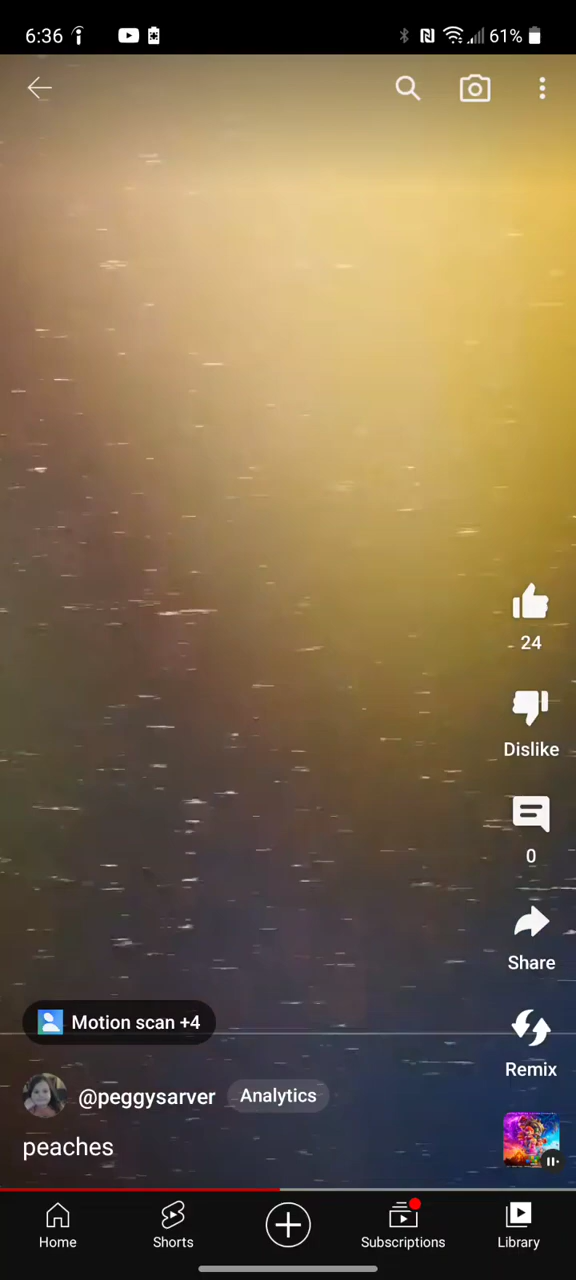 6:36
61%
24
Dislike
0
Share
Motion scan +4
Remix
@peggysarver
Analytics
peaches
Home
Shorts
Subscriptions
Library